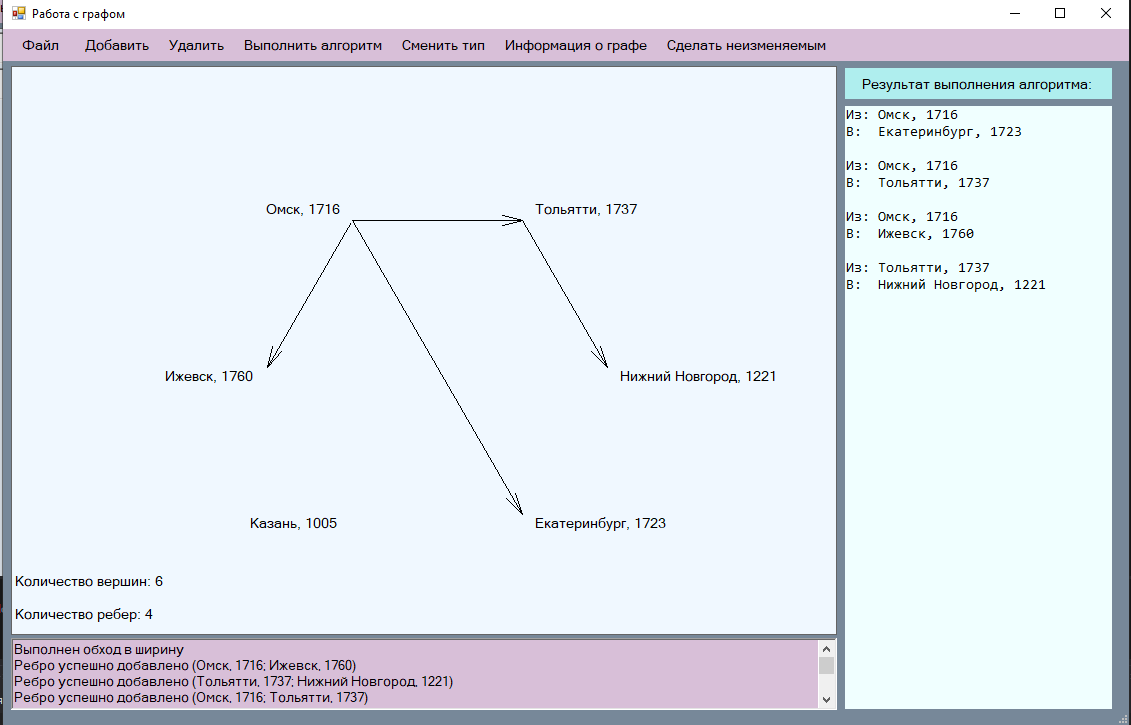 Работа с графом
Файл Добавить Удалить Выполнить алгоритм Сменить тип Информация о графе Сделать неизменяемым
Омск, 1716
Тольятти, 1737
Ижевск, 1760
Нижний Новгород, 1221
Казань, 1005
Екатеринбург, 1723
Количество вершин: 6
Количество ребер: 4
Выполнен обход в ширину
Ребро успешно добавлено (Омск, 1716; Ижевск, 1760)
Ребро успешно добавлено (Тольятти, 1737; Нижний Новгород, 1221)
Ребро успешно добавлено (Омск, 1716; Тольятти, 1737)
Результат выполнения алгоритма:
Из: Омск, 1716
В: Екатеринбург, 1723
Из: Омск, 1716
В: Тольятти, 1737
Из: Омск, 1716
В: Ижевск, 1760
Из: Тольятти, 1737
В: Нижний Новгород, 1221